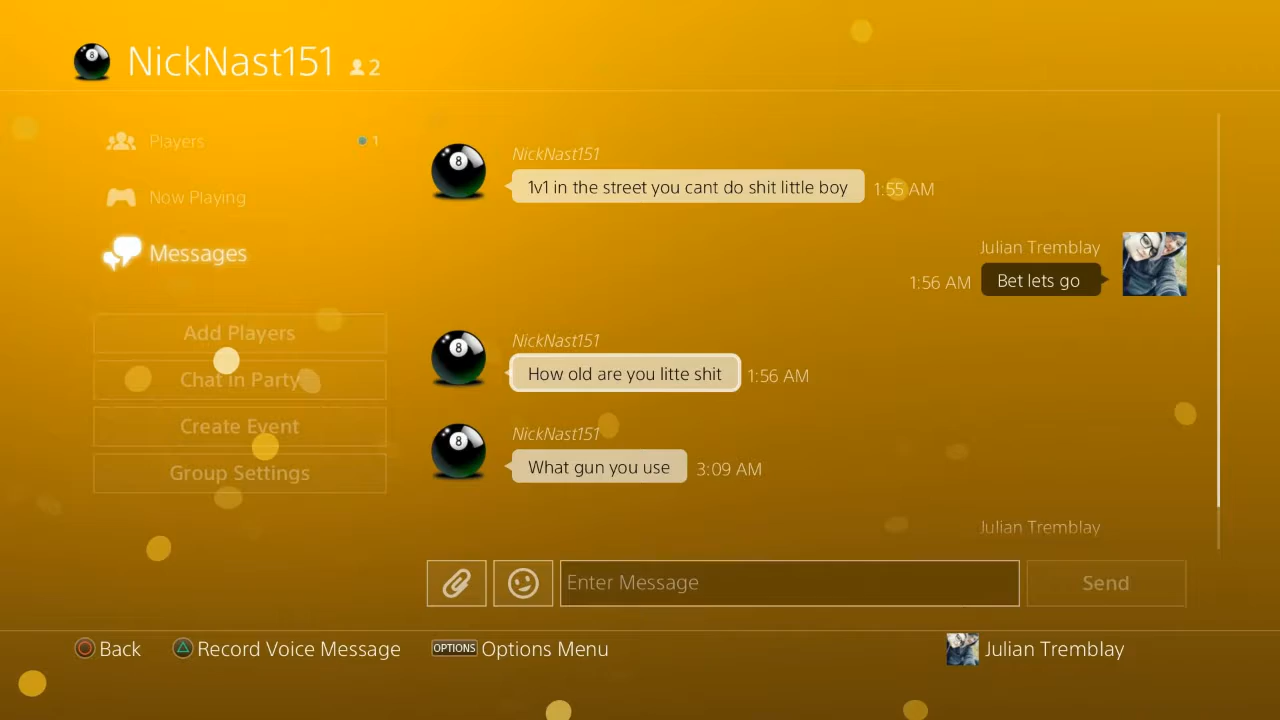 NickNast151 2
Players 1
Now Playing
Messages
Add Players
Chat in Party
Create Event
Group Settings
8
NickNast151
1v1 in the street you cant do shit little boy 1:55 AM
Julian Tremblay
1:56 AM Bet lets go
8
NickNast151
How old are you litte shit 1:56 AM
8
NickNast151
What gun you use 3:09 AM
Julian Tremblay
Enter Message
Send
Back
Record Voice Message
OPTIONS Options Menu
Julian Tremblay